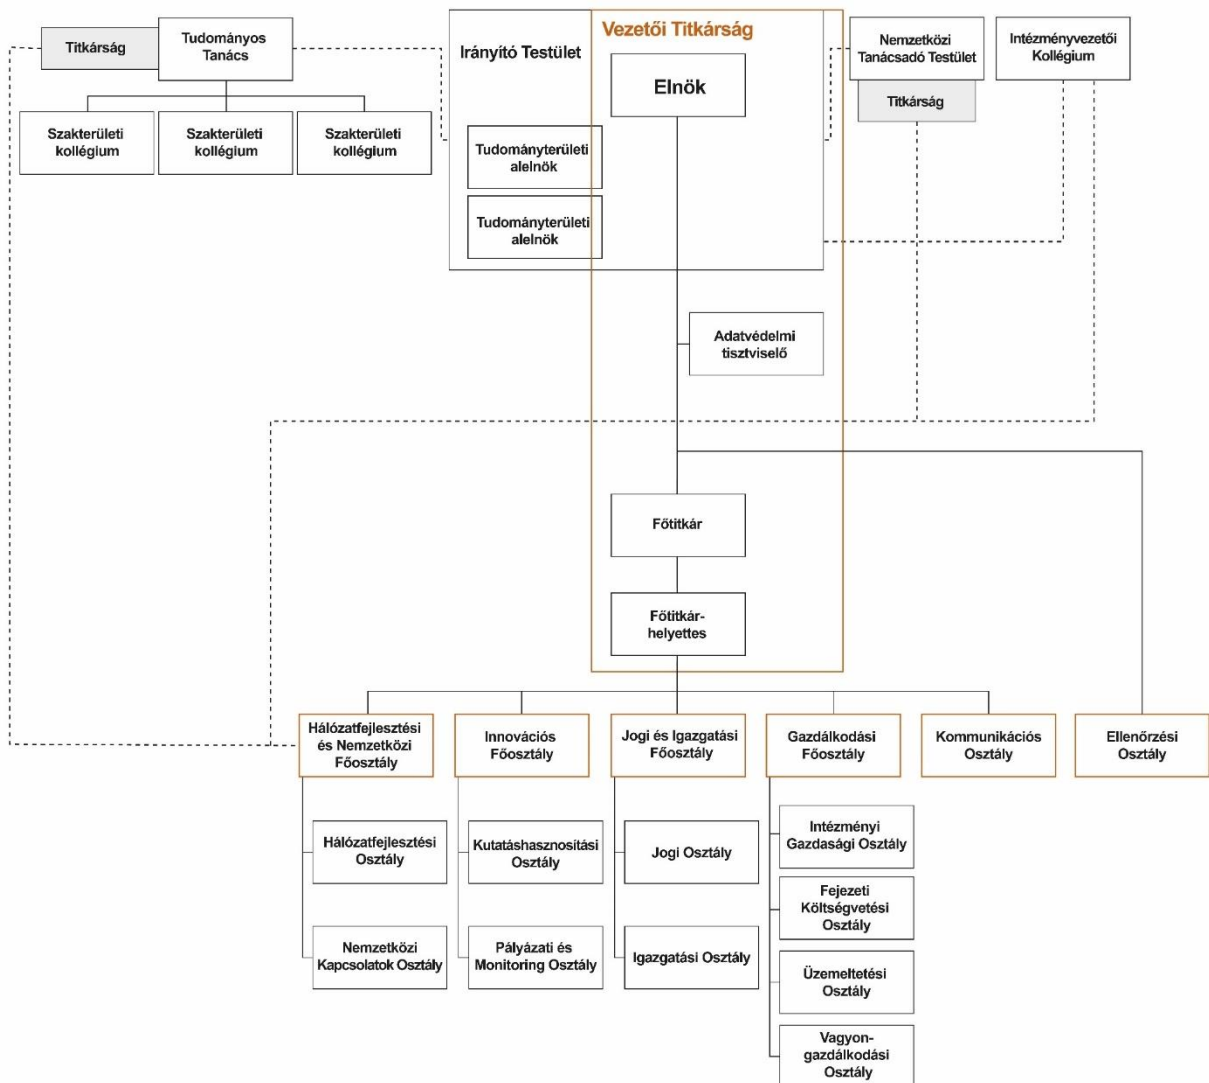 Titkárság
Tudományos
Tanács
Szakterületi
kollégium
Szakterületi
kollégium
Szakterületi
kollégium
Irányító Testület
Vezetői Titkárság
Elnök
Tudományterületi
alelnök
Tudományterületi
alelnök
Nemzetközi
Tanácsadó Testület
Titkárság
Intézményvezetői
Kollégium
Adatvédelmi
tisztviselő
Főtitkár
Főtitkár-
helyettes
Hálózatfejlesztési
és Nemzetközi
Főosztály
Innovációs
Főosztály
Jogi és Igazgatási
Főosztály
Gazdálkodási
Főosztály
Kommunikációs
Osztály
Ellenőrzési
Osztály
Hálózatfejlesztési
Osztály
Nemzetközi
Kapcsolatok Osztály
Kutatáshasznosítási
Osztály
Pályázati és
Monitoring Osztály
Jogi Osztály
Igazgatási Osztály
Intézményi
Gazdasági Osztály
Fejezeti
Költségvetési
Osztály
Üzemeltetési
Osztály
Vagyon-
gazdálkodási
Osztály